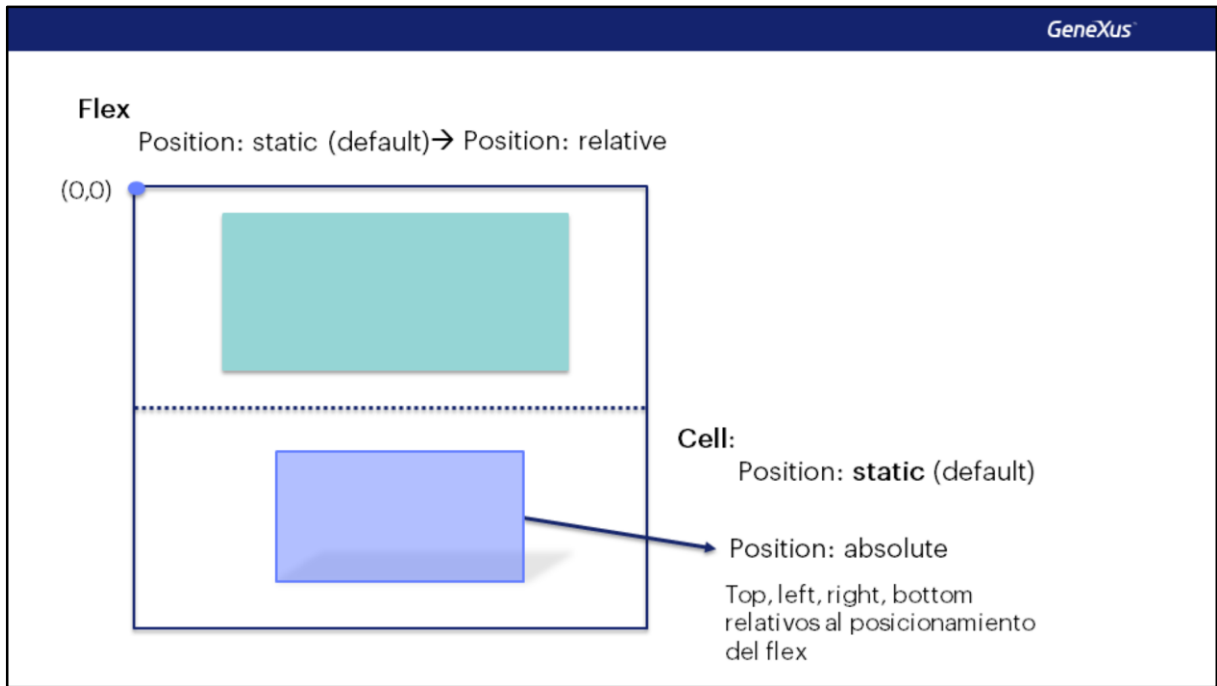 GeneXus™
Flex
Position: static (default)→ Position: relative
(0,0)
Cell:
Position: static (default)
Position: absolute
Top, left, right, bottom
relativos al posicionamiento
del flex